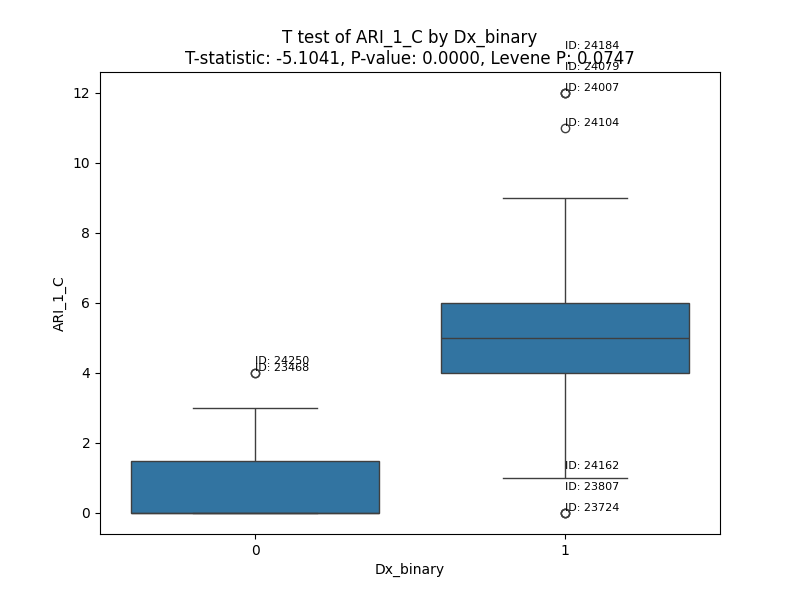 T test of ARI_1_C by Dx_binary
T-statistic: -5.1041, P-value: 0.0000, Levene P: 0.0747
ID: 24184
ID: 24079
ID: 24007
ID: 24104
ID: 24250
ID: 23468
ID: 24162
ID: 23807
ID: 23724
12
10
8
6
4
2
0
ARI_1_C
0
1
Dx_binary